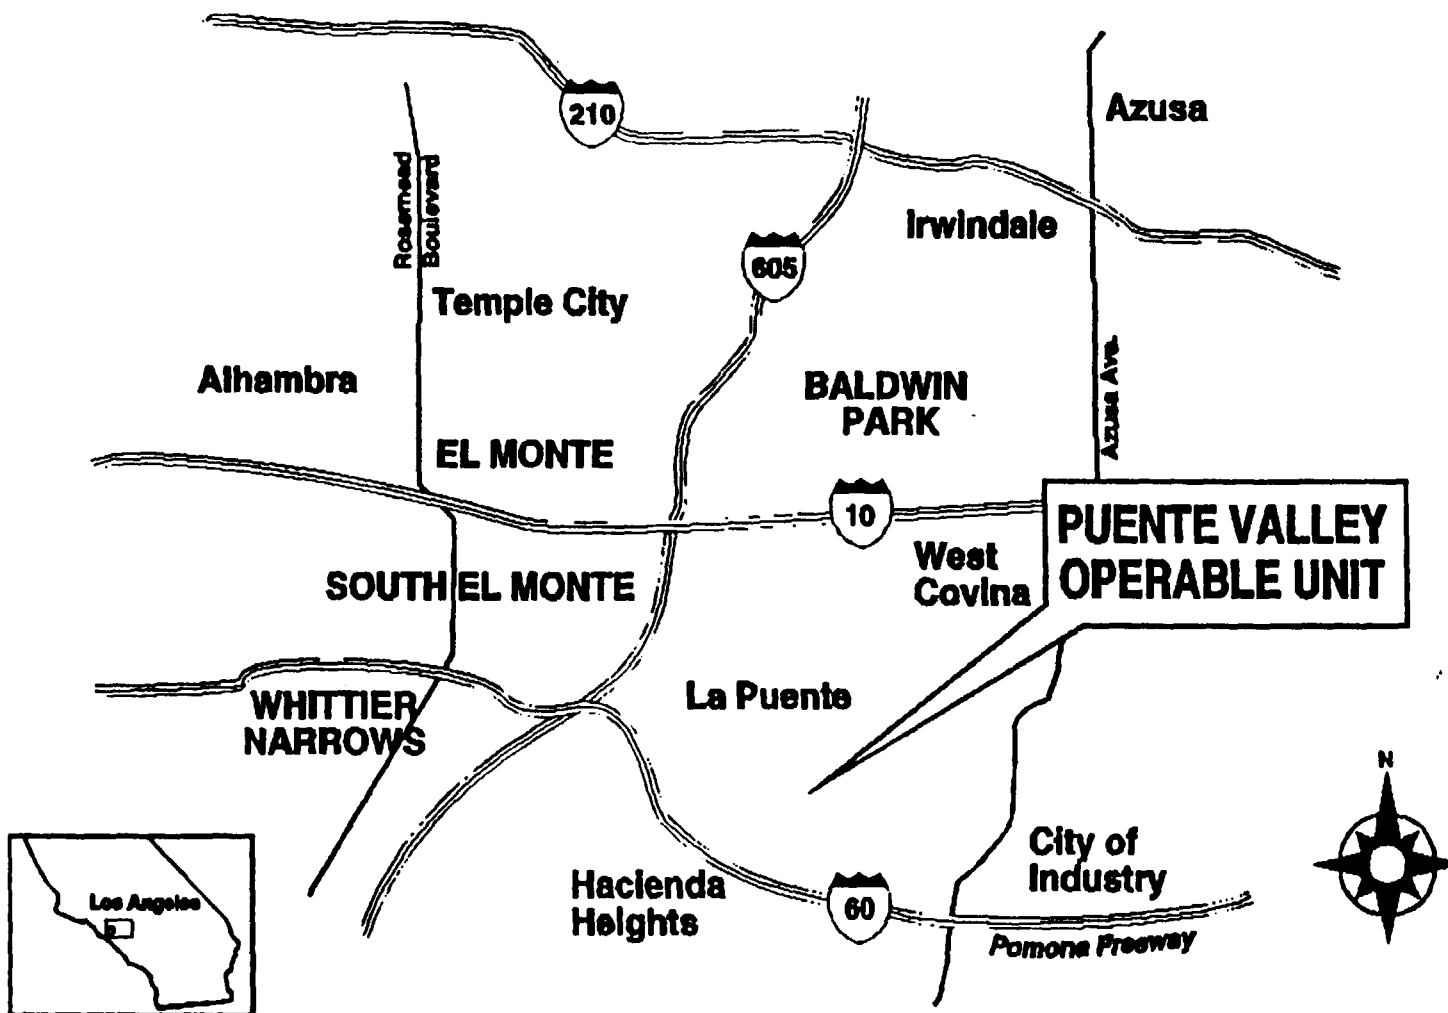 210
Azusa
Rosemead
Boulevard
Irwindale
605
Temple City
Alhambra
BALDWIN
PARK
Azusa Ave.
EL MONTE
10
PUENTE VALLEY
OPERABLE UNIT
West
Covina
SOUTH EL MONTE
La Puente
WHITTIER
NARROWS
N
City of
Industry
Hacienda
Heights
60
Pomona Freeway
Los Angeles